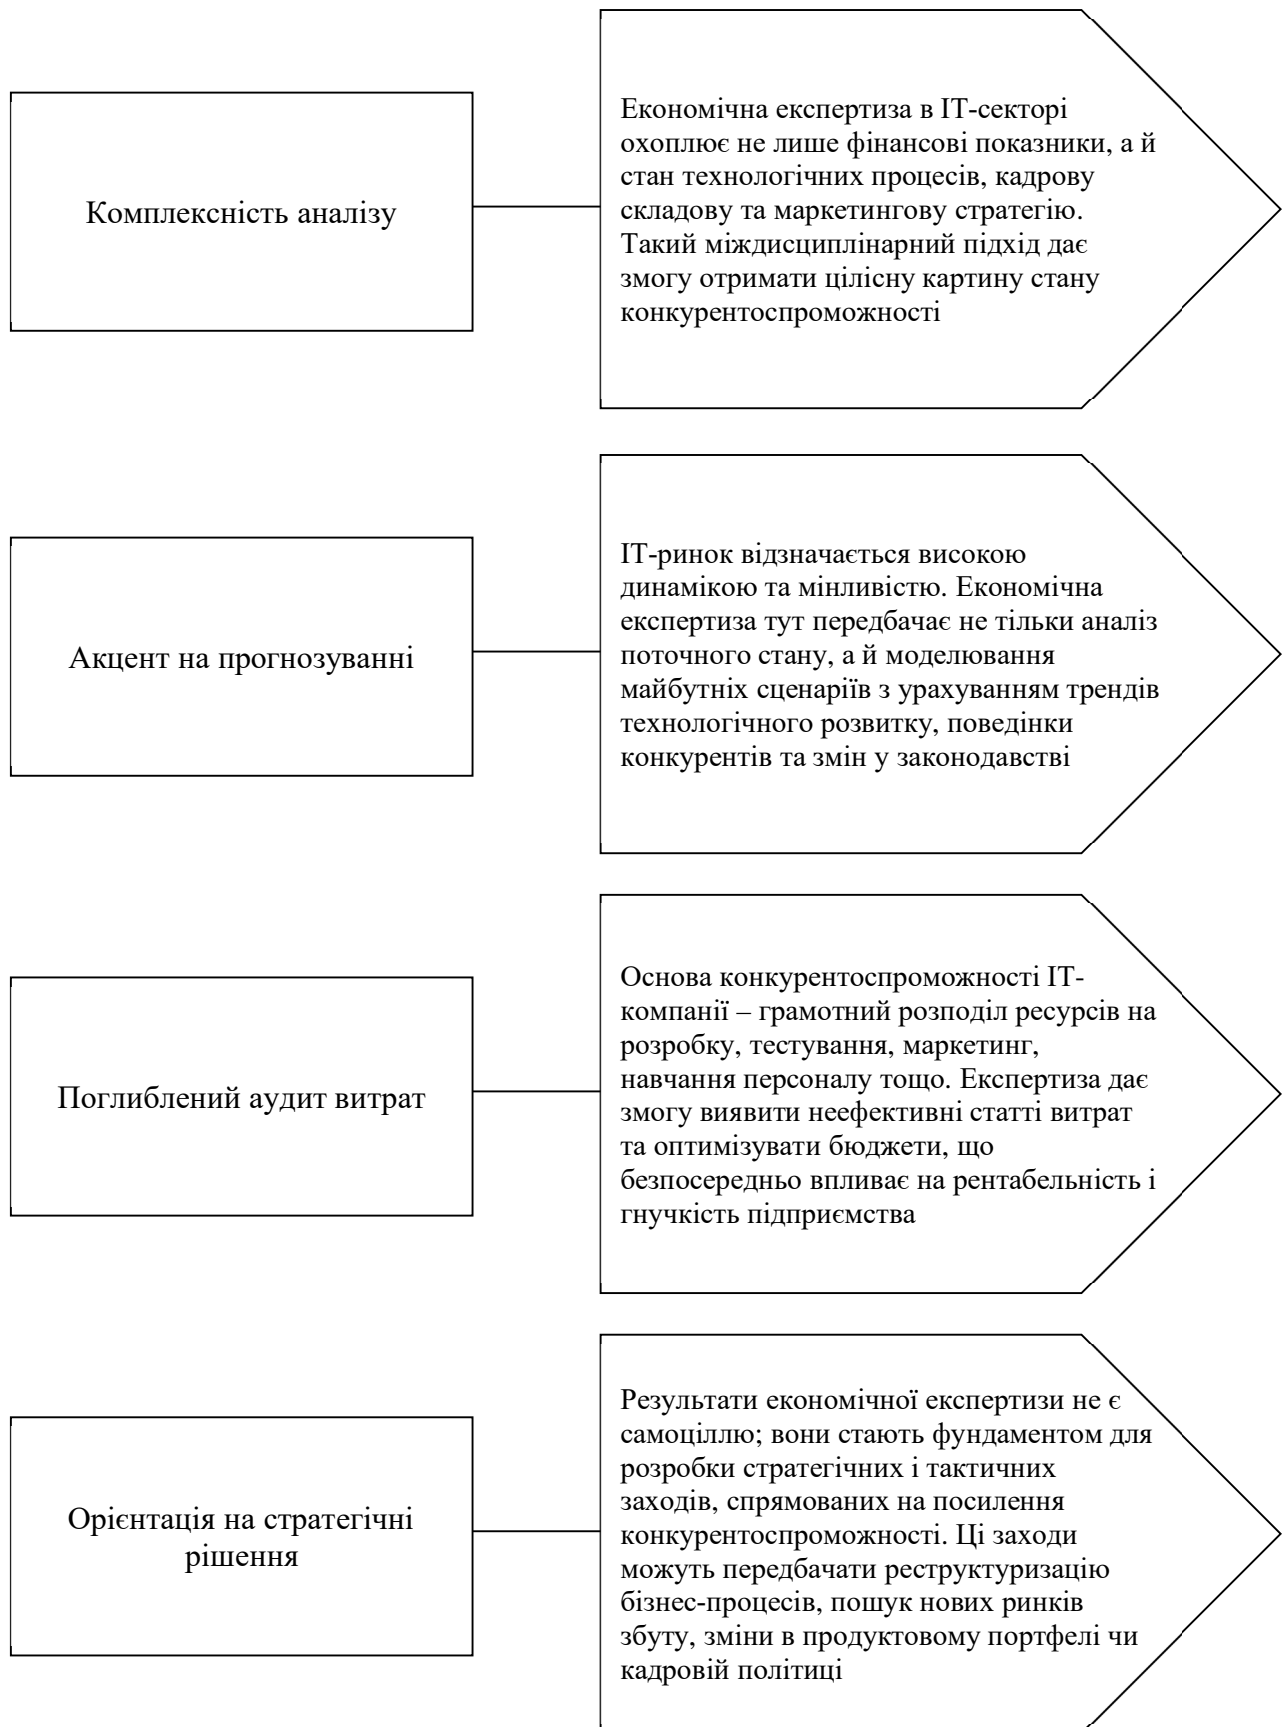 Комплексність аналізу
Економічна експертиза в ІТ-секторі
охоплює не лише фінансові показники, а й
стан технологічних процесів, кадрову
складову та маркетингову стратегію.
Такий міждисциплінарний підхід дає
змогу отримати цілісну картину стану
конкурентоспроможності
Акцент на прогнозуванні
ІТ-ринок відзначається високою
динамікою та мінливістю. Економічна
експертиза тут передбачає не тільки аналіз
поточного стану, а й моделювання
майбутніх сценаріїв з урахуванням трендів
технологічного розвитку, поведінки
конкурентів та змін у законодавстві
Поглиблений аудит витрат
Основа конкурентоспроможності ІТ-
компанії – грамотний розподіл ресурсів на
розробку, тестування, маркетинг,
навчання персоналу тощо. Експертиза дає
змогу виявити неефективні статті витрат
та оптимізувати бюджети, що
безпосередньо впливає на рентабельність і
гнучкість підприємства
Орієнтація на стратегічні
рішення
Результати економічної експертизи не є
самоціллю; вони стають фундаментом для
розробки стратегічних і тактичних
заходів, спрямованих на посилення
конкурентоспроможності. Ці заходи
можуть передбачати реструктуризацію
бізнес-процесів, пошук нових ринків
збуту, зміни в продуктовому портфелі чи
кадровій політиці